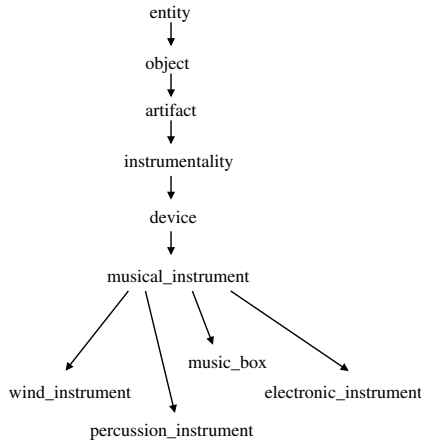 entity
object
artifact
instrumentality
device
musical_instrument
music_box
wind_instrument
electronic_instrument
percussion_instrument